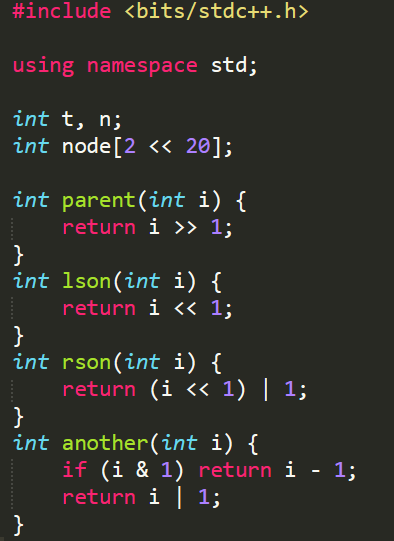 #include <bits/stdc++.h>
using namespace std;
int t, n;
int node[2 << 20];
int parent(int i) {
    return i >> 1;
}
int lson(int i) {
    return i << 1;
}
int rson(int i) {
    return (i << 1) | 1;
}
int another(int i) {
    if (i & 1) return i - 1;
    return i | 1;
}